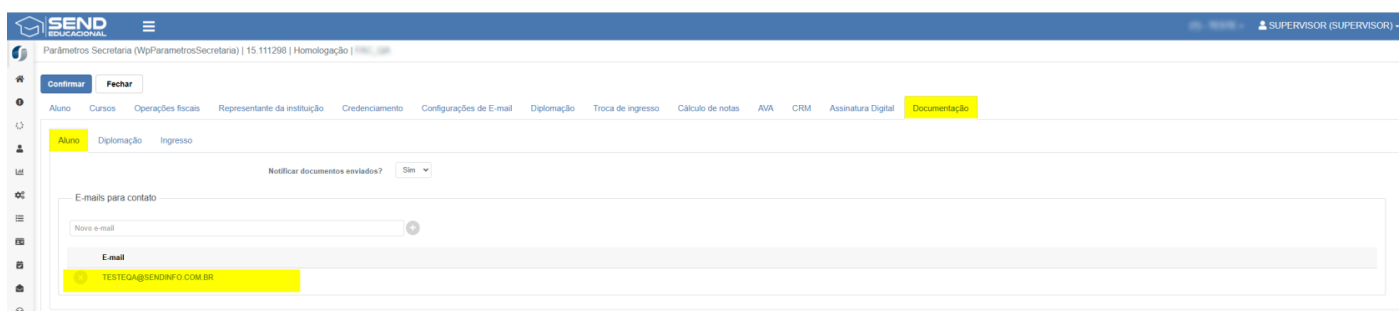 SEND
EDUCACIONAL
SUPERVISOR (SUPERVISOR)
Parâmetros Secretaria (WpParametrosSecretaria) | 15.111298 | Homologação |
Confirmar Fechar
Aluno Cursos Operações fiscais Representante da instituição Credenciamento Configurações de E-mail Diplomação Troca de ingresso Cálculo de notas AVA CRM Assinatura Digital Documentação
Aluno Diplomação Ingresso
Notificar documentos enviados? Sim
E-mails para contato
Novo e-mail
E-mail
TESTEQA@SENDINFO.COM.BR